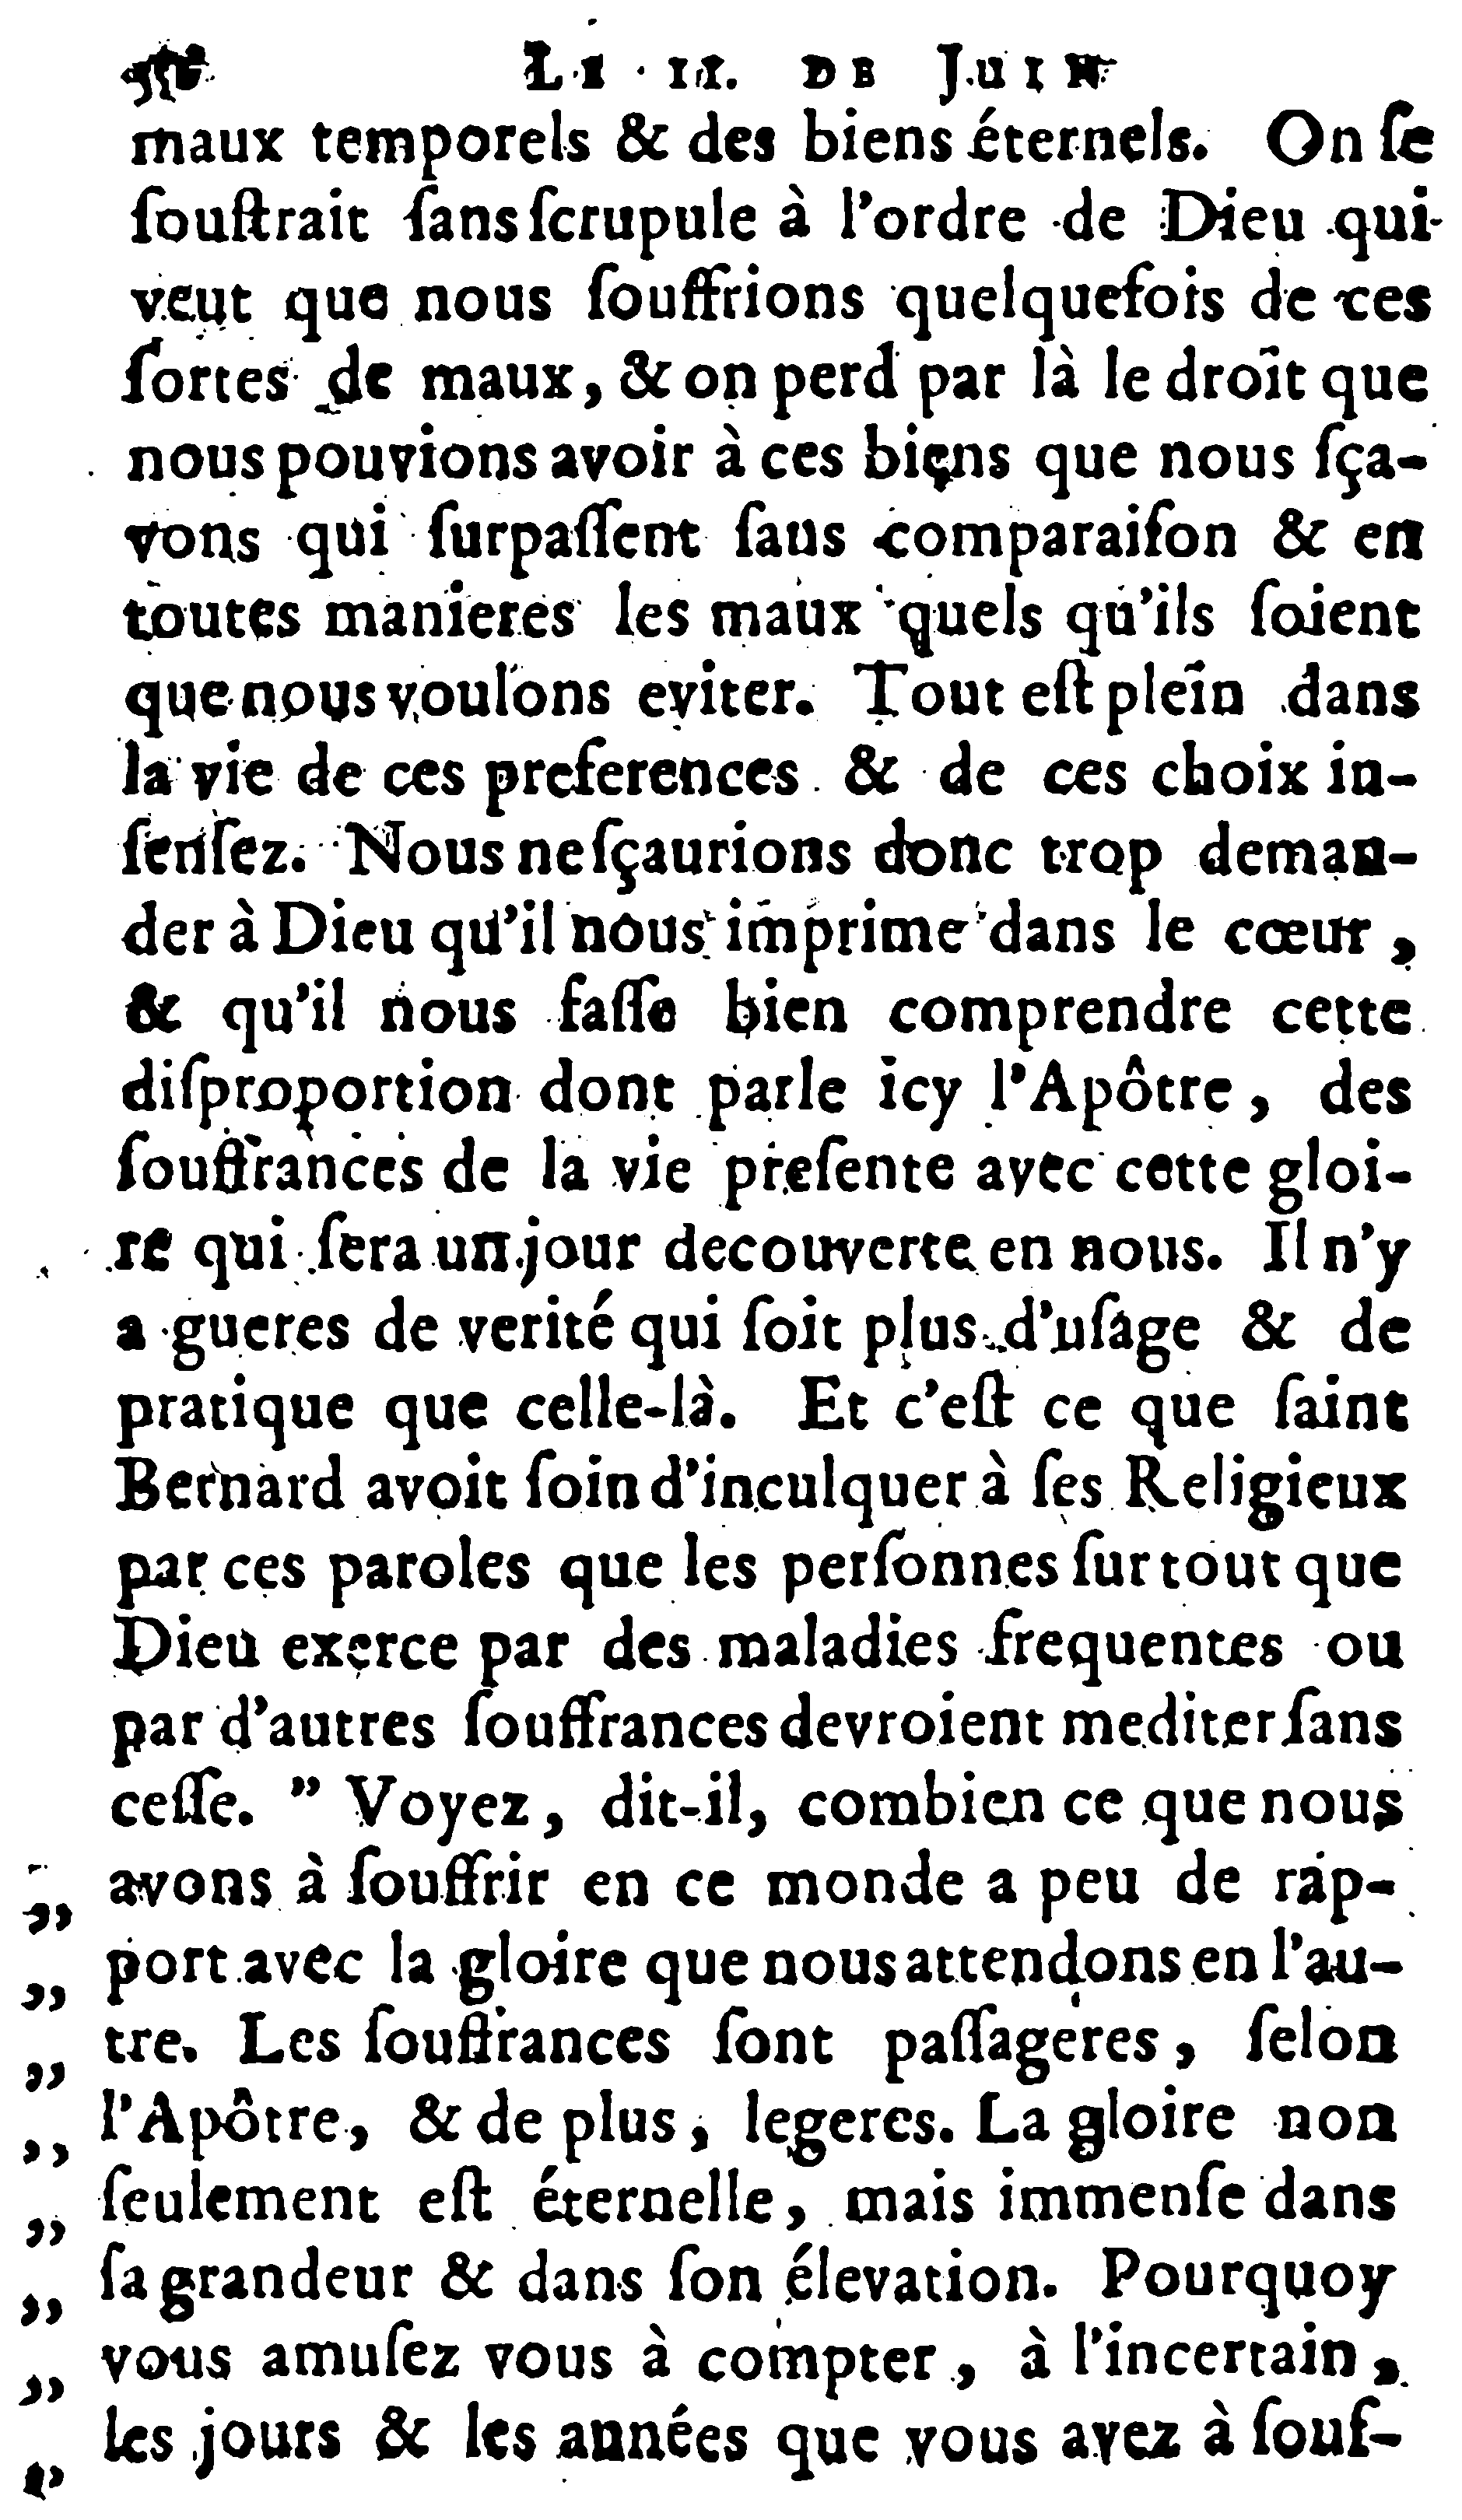 LE II. DE JUIN
maux temporels & des biens éternels. On ſe
ſouſtrait ſans ſcrupule à l'ordre de Dieu qui
veut que nous ſouffrions quelquefois de ces
ſortes de maux, & on perd par là le droit que
nous pouvions avoir à ces biens que nous ſça-
vons qui ſurpaſſent ſaus comparaiſon & en
toutes manieres les maux quels qu'ils ſoient
que nous voulons eviter. Tout eſt plein dans
la vie de ces preferences & de ces choix in-
ſenſez. Nous ne ſçaurions donc trop deman-
der à Dieu qu'il nous imprime dans le cœur,
& qu'il nous faſſe bien comprendre cette
diſproportion dont parle icy l'Apôtre, des
ſouffrances de la vie preſente avec cette gloi-
re qui ſera un jour decouverte en nous. Il n'y
a gueres de verité qui ſoit plus d'uſage & de
pratique que celle-là. Et c'eſt ce que ſaint
Bernard avoit ſoin d'inculquer à ſes Religieux
par ces paroles que les perſonnes ſur tout que
Dieu exerce par des maladies frequentes ou
par d'autres ſouffrances devroient mediter ſans
ceſſe. " Voyez, dit-il, combien ce que nous
„ avons à ſouffrir en ce monde a peu de rap-
„ port avec la gloire que nous attendons en l'au-
„ tre. Les ſouffrances ſont paſſageres, ſelon
„ l'Apôtre, & de plus, legeres. La gloire non
„ ſeulement eſt éternelle, mais immenſe dans
„ ſa grandeur & dans ſon élevation. Pourquoy
„ vous amuſez vous à compter, à l'incertain,
„ les jours & les années que vous avez à ſouf-